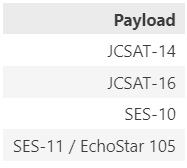 Payload
JCSAT-14
JCSAT-16
SES-10
SES-11 / EchoStar 105